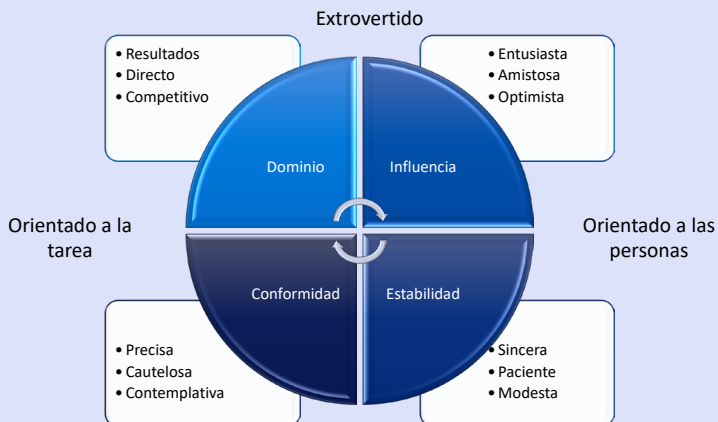 Extrovertido
• Resultados
• Directo
• Competitivo
• Entusiasta
• Amistosa
• Optimista
Dominio
Influencia
Orientado a la
tarea
Orientado a las
personas
Conformidad
Estabilidad
• Precisa
• Cautelosa
• Contemplativa
• Sincera
• Paciente
• Modesta